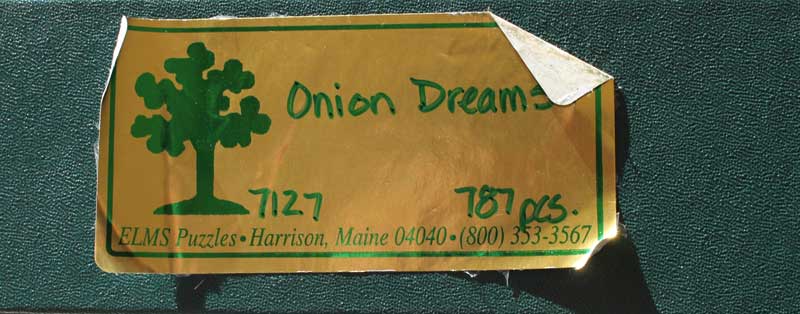 Onion Dreams
7127 787 pcs.
ELMS Puzzles • Harrison, Maine 04040 • (800) 353-3567